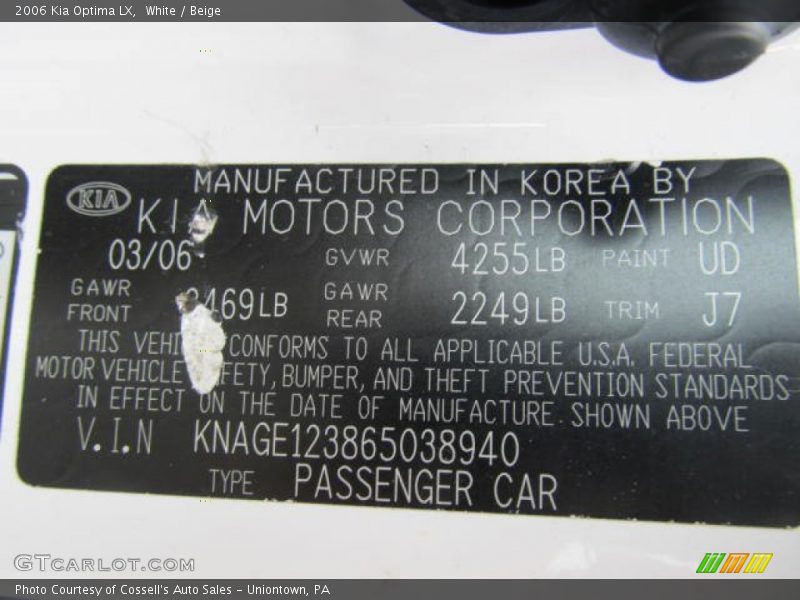 2006 Kia Optima LX, White / Beige
MANUFACTURED IN KOREA BY
KIA KIA MOTORS CORPORATION
03/06 GVWR 4255LB PAINT UD
GAWR FRONT 2469LB GAWR REAR 2249LB TRIM J7
THIS VEHI CONFORMS TO ALL APPLICABLE U.S.A. FEDERAL
MOTOR VEHICLE FETY, BUMPER, AND THEFT PREVENTION STANDARDS
IN EFFECT ON THE DATE OF MANUFACTURE SHOWN ABOVE
V.I.N KNAGE123865038940
TYPE PASSENGER CAR
GTCARLOT.COM
Photo Courtesy of Cossell's Auto Sales - Uniontown, PA